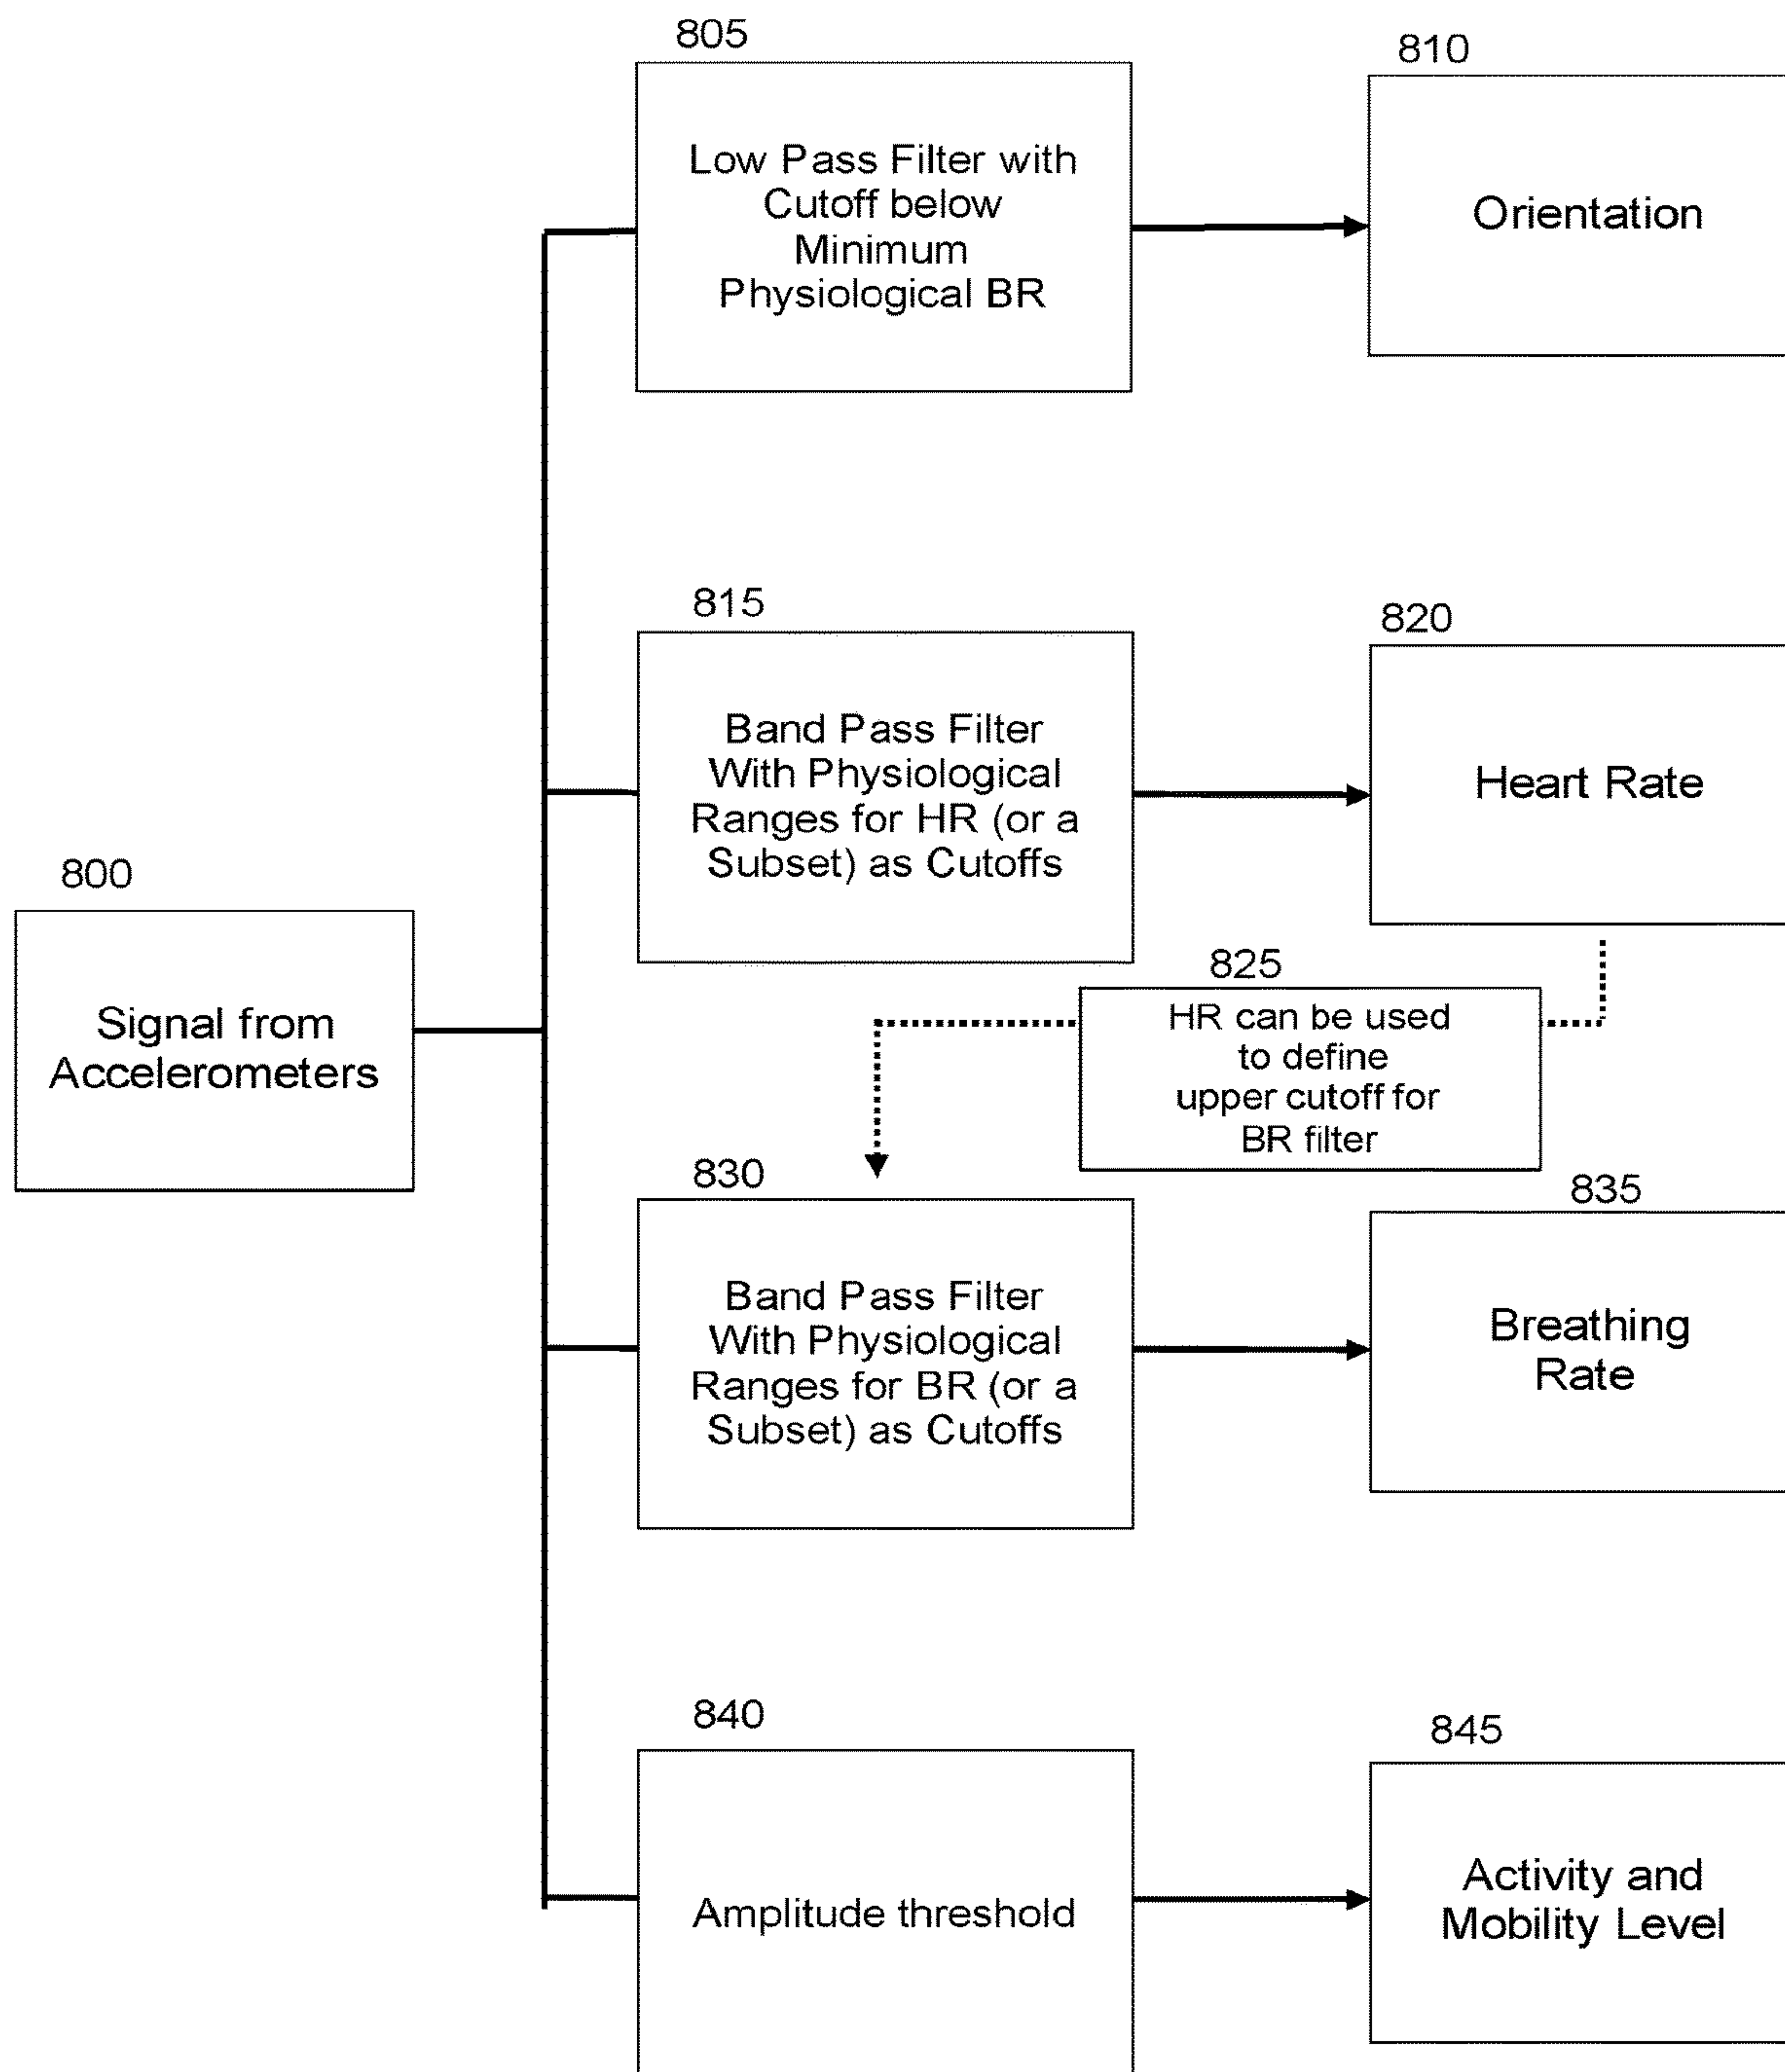 805
Low Pass Filter with
Cutoff below
Minimum
Physiological BR
810
Orientation
815
Band Pass Filter
With Physiological
Ranges for HR (or a
Subset) as Cutoffs
820
Heart Rate
800
Signal from
Accelerometers
825
HR can be used
to define
upper cutoff for
BR filter
830
Band Pass Filter
With Physiological
Ranges for BR (or a
Subset) as Cutoffs
835
Breathing
Rate
840
Amplitude threshold
845
Activity and
Mobility Level